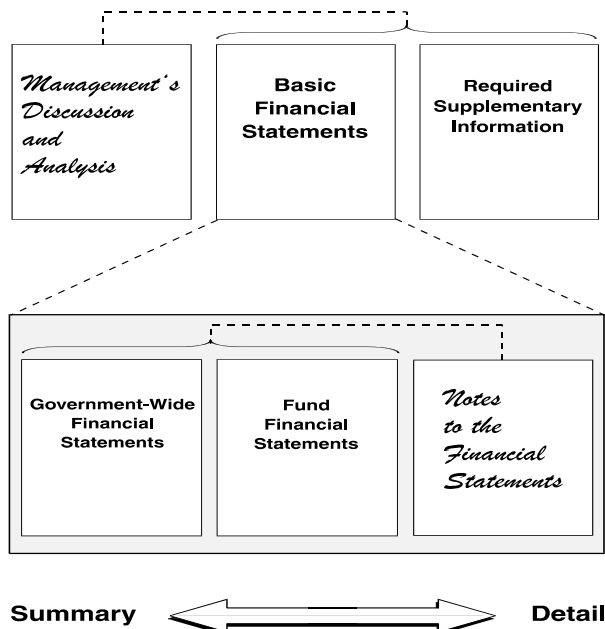 Management's
Discussion
and
Analysis
Basic
Financial
Statements
Required
Supplementary
Information
Government-Wide
Financial
Statements
Fund
Financial
Statements
Notes
to the
Financial
Statements
Summary
Detail